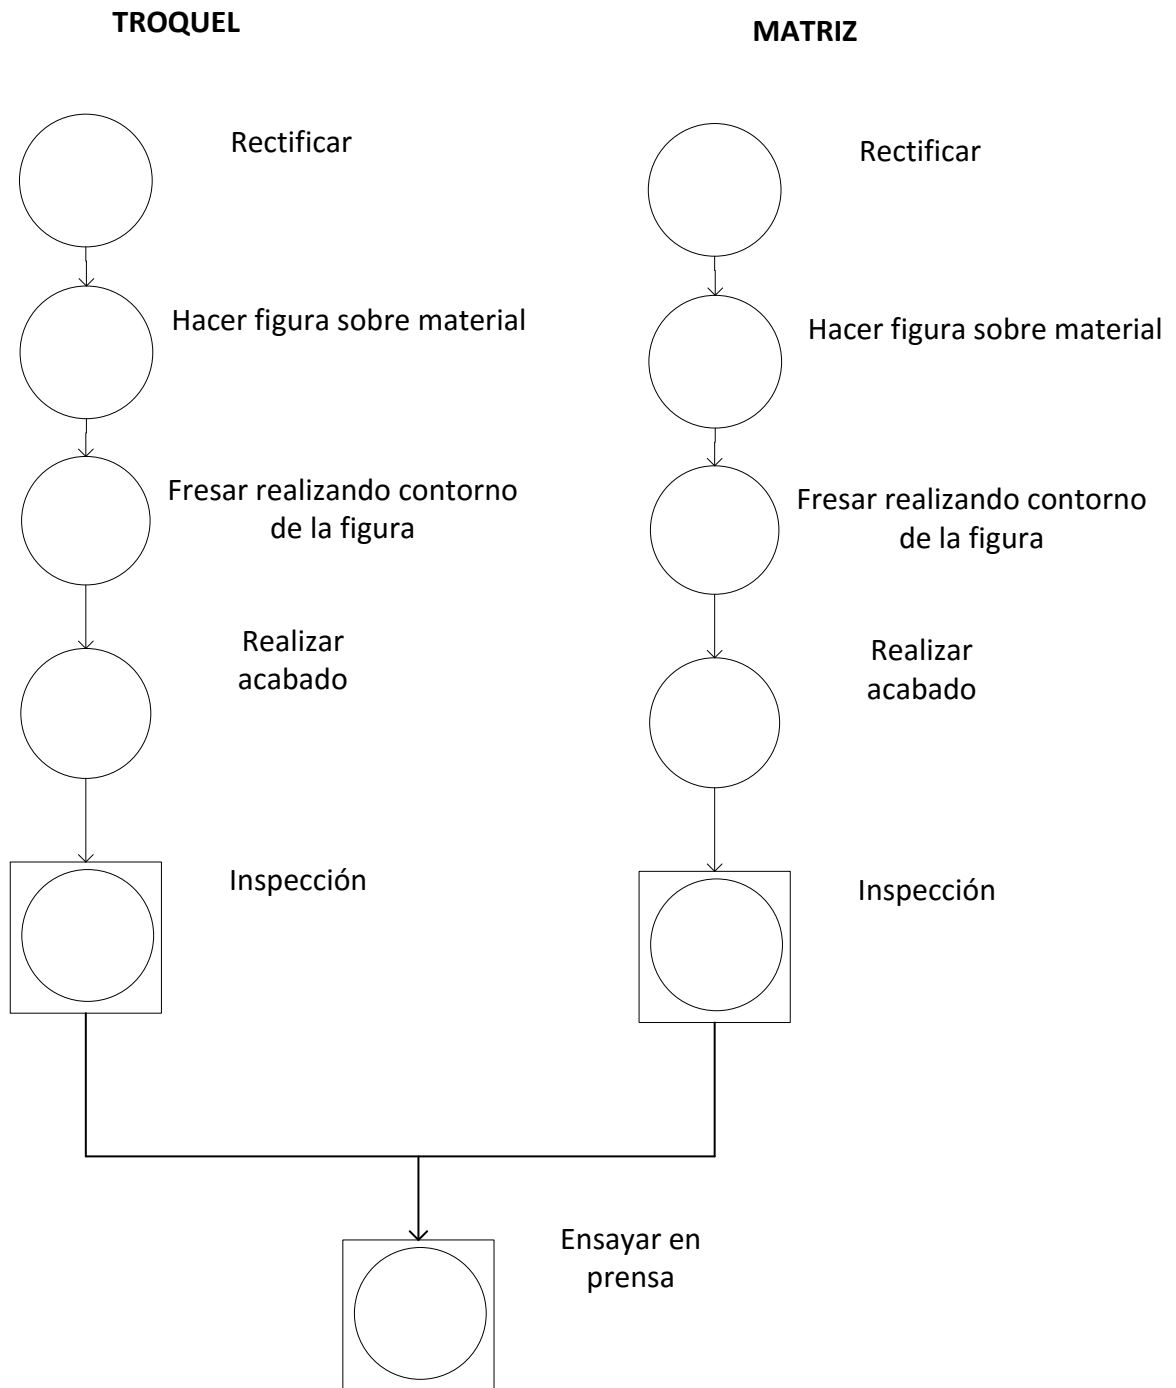 TROQUEL
MATRIZ
Rectificar
Rectificar
Hacer figura sobre material
Hacer figura sobre material
Fresar realizando contorno
de la figura
Fresar realizando contorno
de la figura
Realizar
acabado
Realizar
acabado
Inspección
Inspección
Ensayar en
prensa